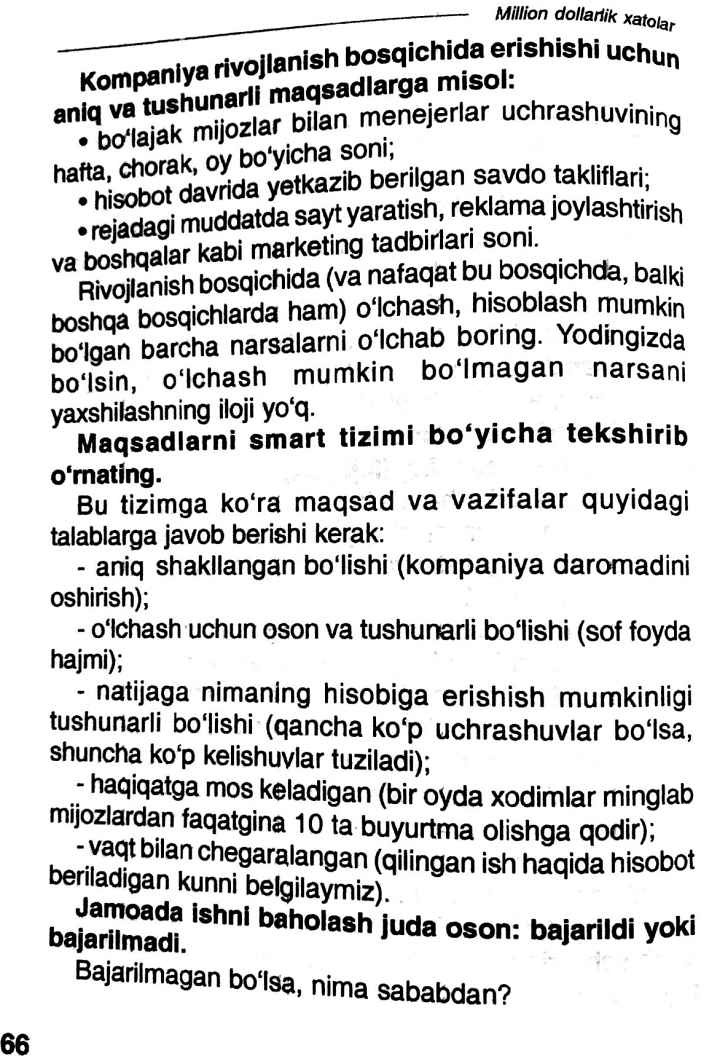 Million dollarlik xatolar
Kompaniya rivojlanish bosqichida erishishi uchun
aniq va tushunarli maqsadlarga misol:
• bo‘lajak mijozlar bilan menejerlar uchrashuvining
hafta, chorak, oy bo‘yicha soni;
• hisobot davrida yetkazib berilgan savdo takliflari;
• rejadagi muddatda sayt yaratish, reklama joylashtirish
va boshqalar kabi marketing tadbirlari soni.
Rivojlanish bosqichida (va nafaqat bu bosqichda, balki
boshqa bosqichlarda ham) o‘lchash, hisoblash mumkin
bo‘lgan barcha narsalarni o‘lchab boring. Yodingizda
bo‘lsin, o‘lchash mumkin bo‘lmagan narsani
yaxshilashning iloji yo‘q.
Maqsadlarni smart tizimi bo‘yicha tekshirib
o‘rnating.
Bu tizimga ko‘ra maqsad va vazifalar quyidagi
talablarga javob berishi kerak:
- aniq shakllangan bo‘lishi (kompaniya daromadini
oshirish);
- o‘lchash uchun oson va tushunarli bo‘lishi (sof foyda
hajmi);
- natijaga nimaning hisobiga erishish mumkinligi
tushunarli bo‘lishi (qancha ko‘p uchrashuvlar bo‘lsa,
shuncha ko‘p kelishuvlar tuziladi);
- haqiqatga mos keladigan (bir oyda xodimlar minglab
mijozlardan faqatgina 10 ta buyurtma olishga qodir);
- vaqt bilan chegaralangan (qilingan ish haqida hisobot
beriladigan kunni belgilaymiz).
Jamoada ishni baholash juda oson: bajarildi yoki
bajarilmadi.
Bajarilmagan bo‘lsa, nima sababdan?
66